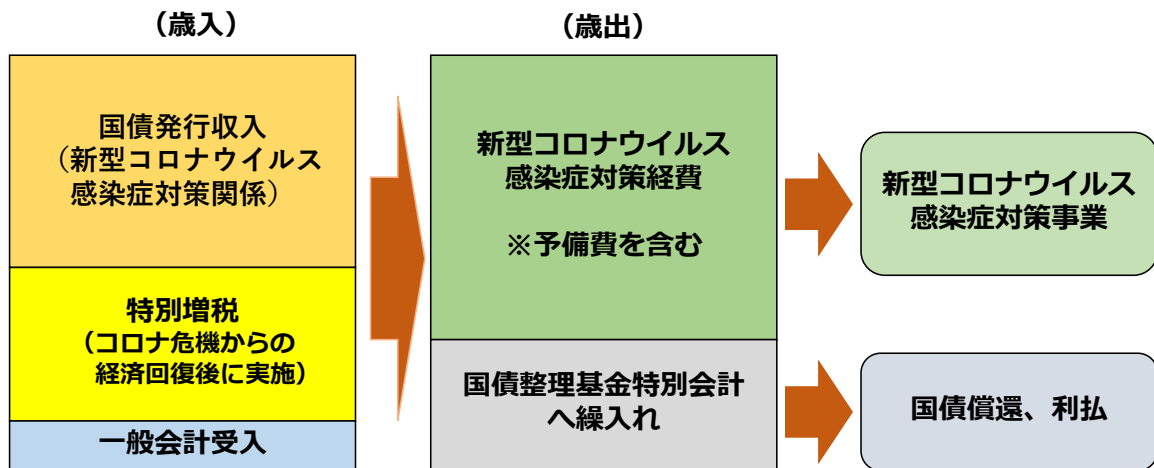 （歳入）
国債発行収入
（新型コロナウイルス
感染症対策関係）
特別増税
（コロナ危機からの
経済回復後に実施）
一般会計受入
（歳出）
新型コロナウイルス
感染症対策経費
※予備費を含む
国債整理基金特別会計
へ繰入れ
新型コロナウイルス
感染症対策事業
国債償還、利払